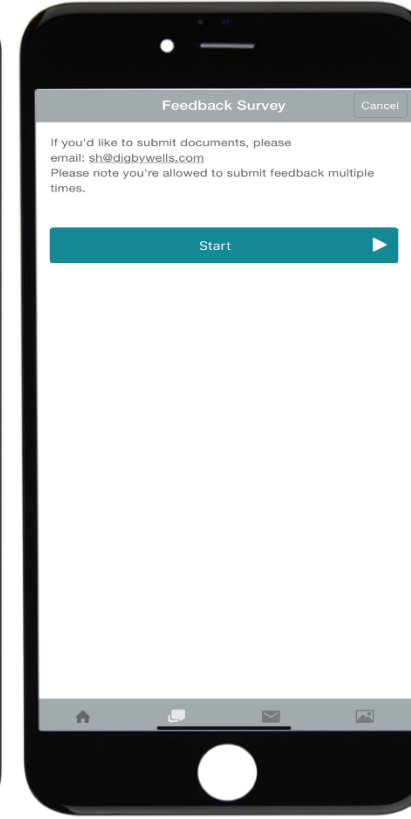 Feedback Survey
Cancel
If you'd like to submit documents, please
email: sh@digbywells.com
Please note you're allowed to submit feedback multiple
times.
Start